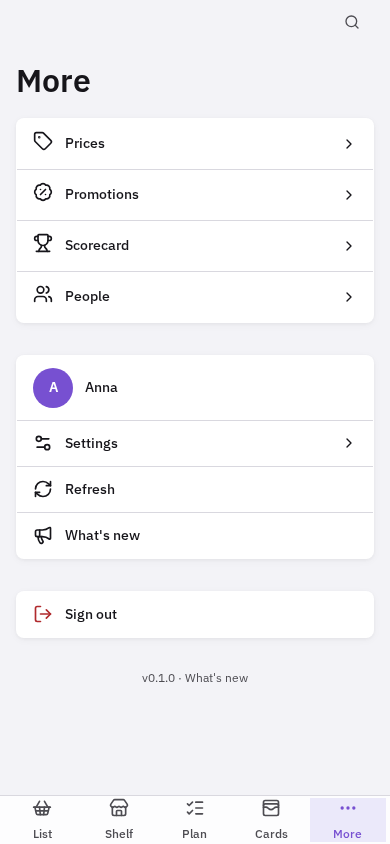 More
Prices
Promotions
Scorecard
People
A
Anna
Settings
Refresh
What's new
Sign out
v0.1.0 · What's new
List
Shelf
Plan
Cards
More